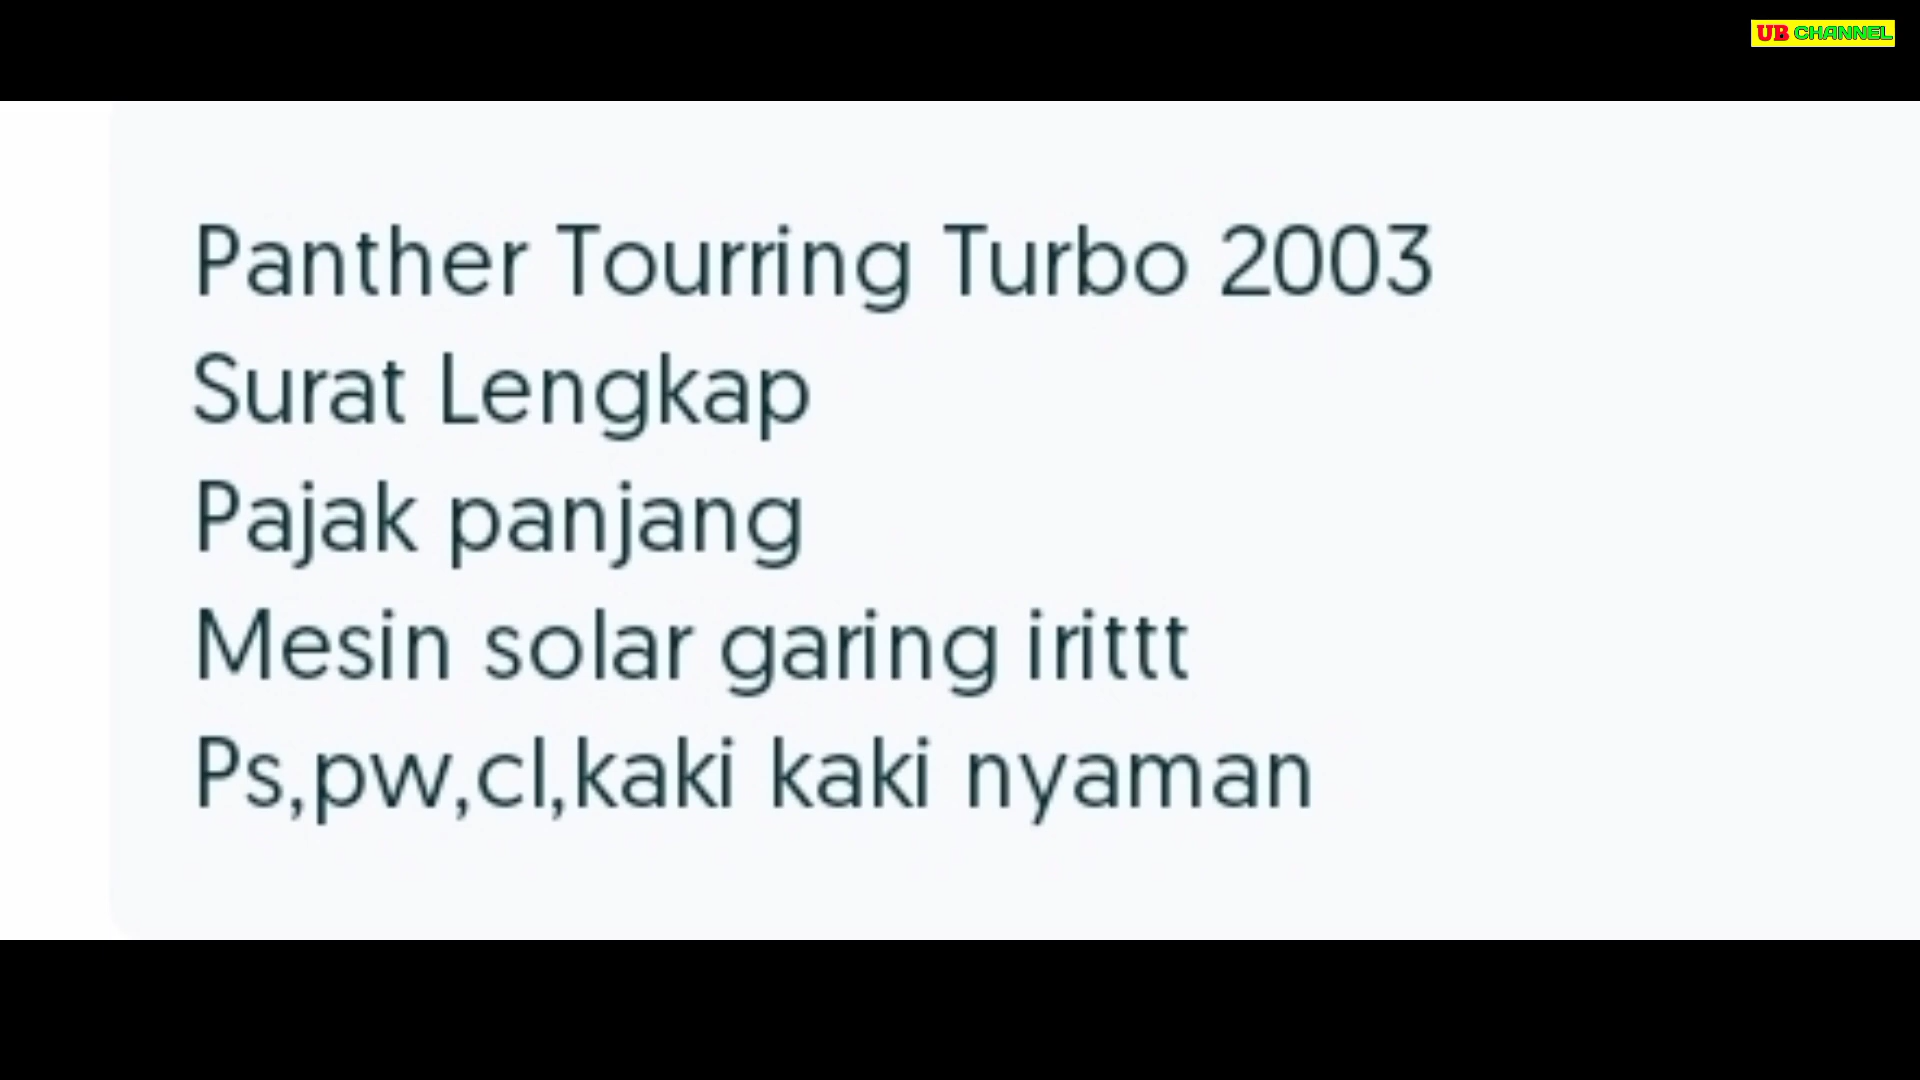 UB CHANNEL
Panther Tourring Turbo 2003
Surat Lengkap
Pajak panjang
Mesin solar garing irittt
Ps,pw,cl,kaki kaki nyaman